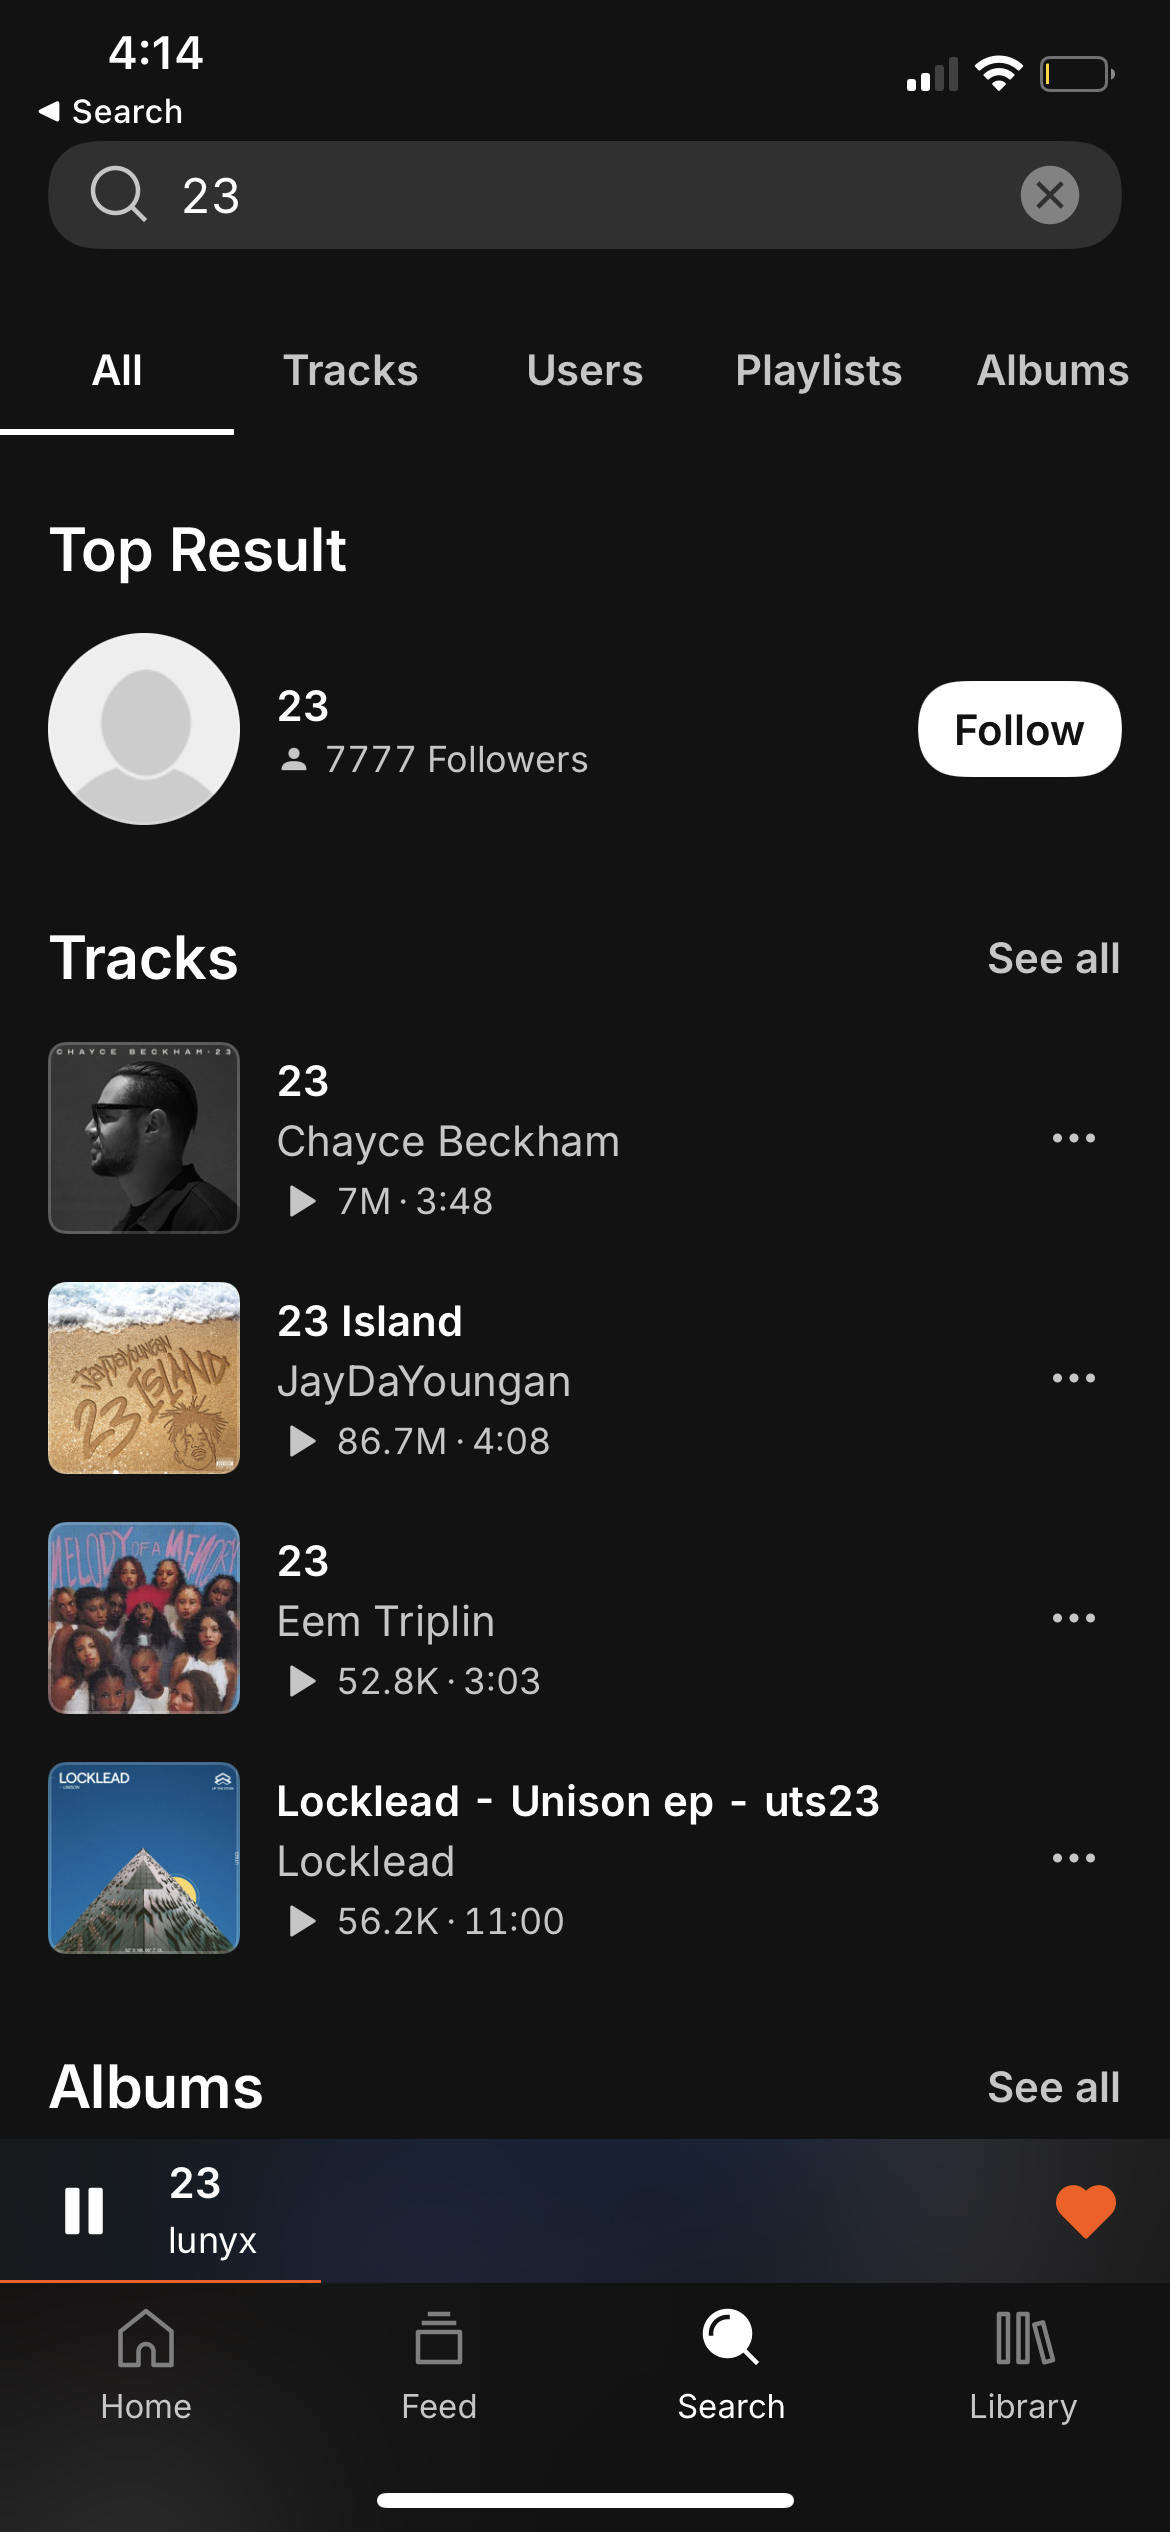 4:14
Search
23
All Tracks Users Playlists Albums
Top Result
23
7777 Followers
Follow
Tracks
See all
CHAYCE BECKHAM·23
23
Chayce Beckham
7M · 3:48
JAYDAYOUNGAN
23 ISLAND
23 Island
JayDaYoungan
86.7M · 4:08
MELODY OF A MEMORY
23
Eem Triplin
52.8K · 3:03
LOCKLEAD
Locklead - Unison ep - uts23
Locklead
56.2K · 11:00
Albums
See all
23
lunyx
Home Feed Search Library